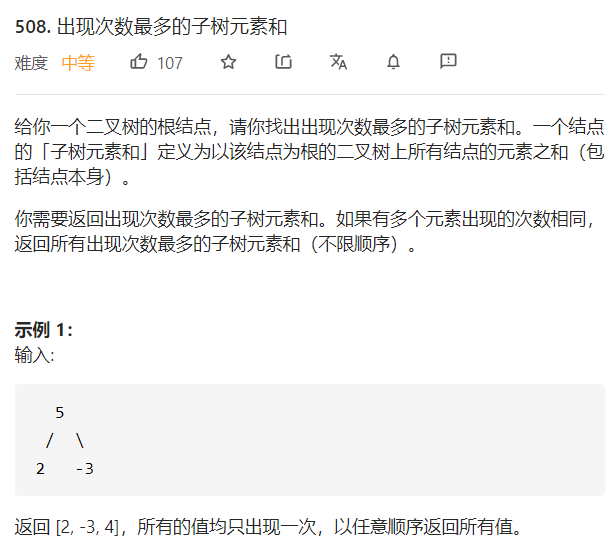 508. 出现次数最多的子树元素和
难度 中等 107
给你一个二叉树的根结点，请你找出出现次数最多的子树元素和。一个结点
的「子树元素和」定义为以该结点为根的二叉树上所有结点的元素之和（包
括结点本身）。
你需要返回出现次数最多的子树元素和。如果有多个元素出现的次数相同，
返回所有出现次数最多的子树元素和（不限顺序）。
示例 1：
输入:
5
/ \
2 -3
返回 [2, -3, 4]，所有的值均只出现一次，以任意顺序返回所有值。